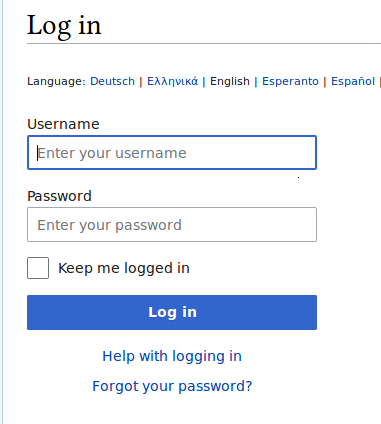 Log in
Language: Deutsch | Ελληνικά | English | Esperanto | Español |
Username
Enter your username
Password
Enter your password
Keep me logged in
Log in
Help with logging in
Forgot your password?